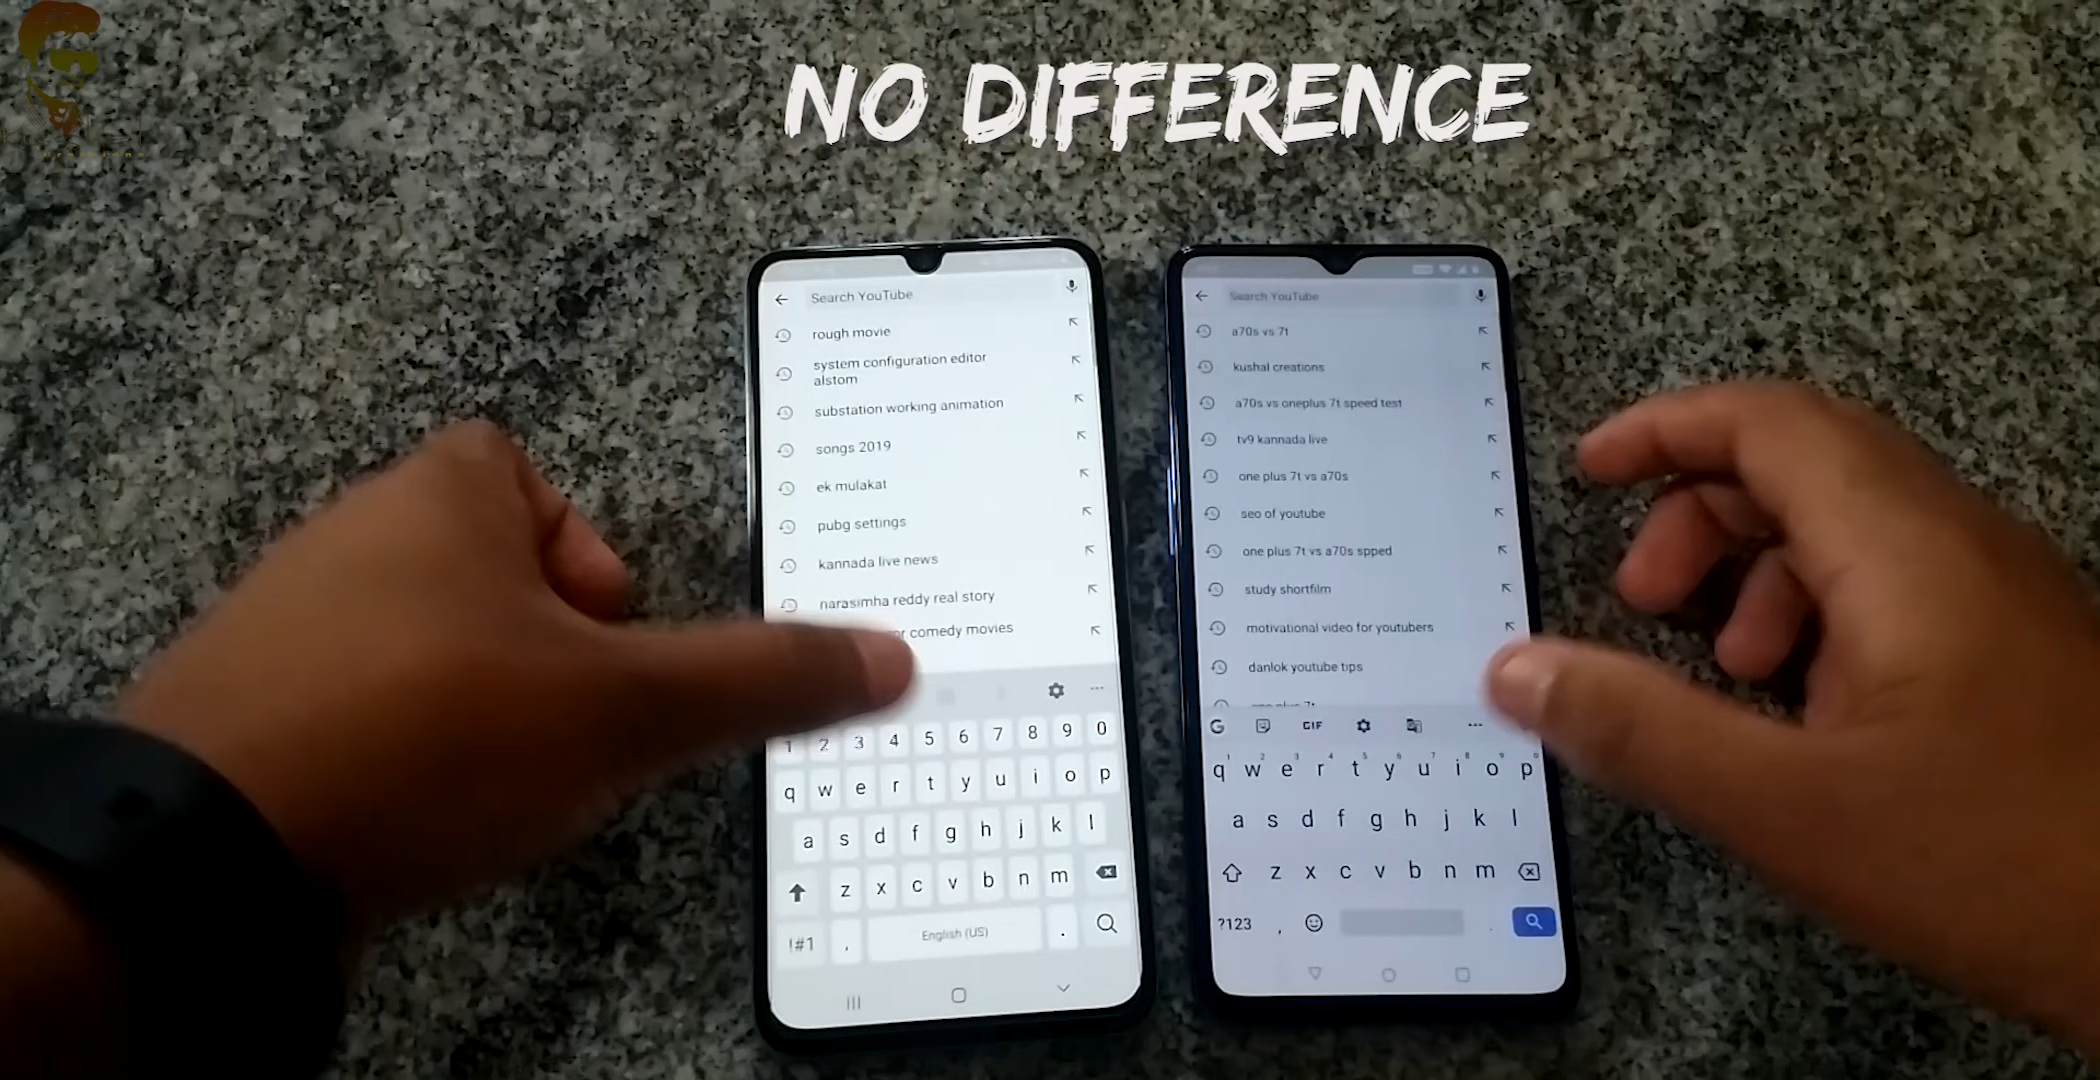 NO DIFFERENCE
Search YouTube
rough movie
system configuration editor
alstom
substation working animation
songs 2019
ek mulakat
pubg settings
kannada live news
narasimha reddy real story
comedy movies
1 2 3 4 5 6 7 8 9 0
q w e r t y u i o p
a s d f g h j k l
z x c v b n m
!#1 , English (US) .
Search YouTube
a70s vs 7t
kushal creations
a70s vs oneplus 7t speed test
tv9 kannada live
one plus 7t vs a70s
seo of youtube
one plus 7t vs a70s spped
study shortfilm
motivational video for youtubers
danlok youtube tips
one plus 7t
G GIF
q w e r t y u i o p
a s d f g h j k l
z x c v b n m
?123 , .